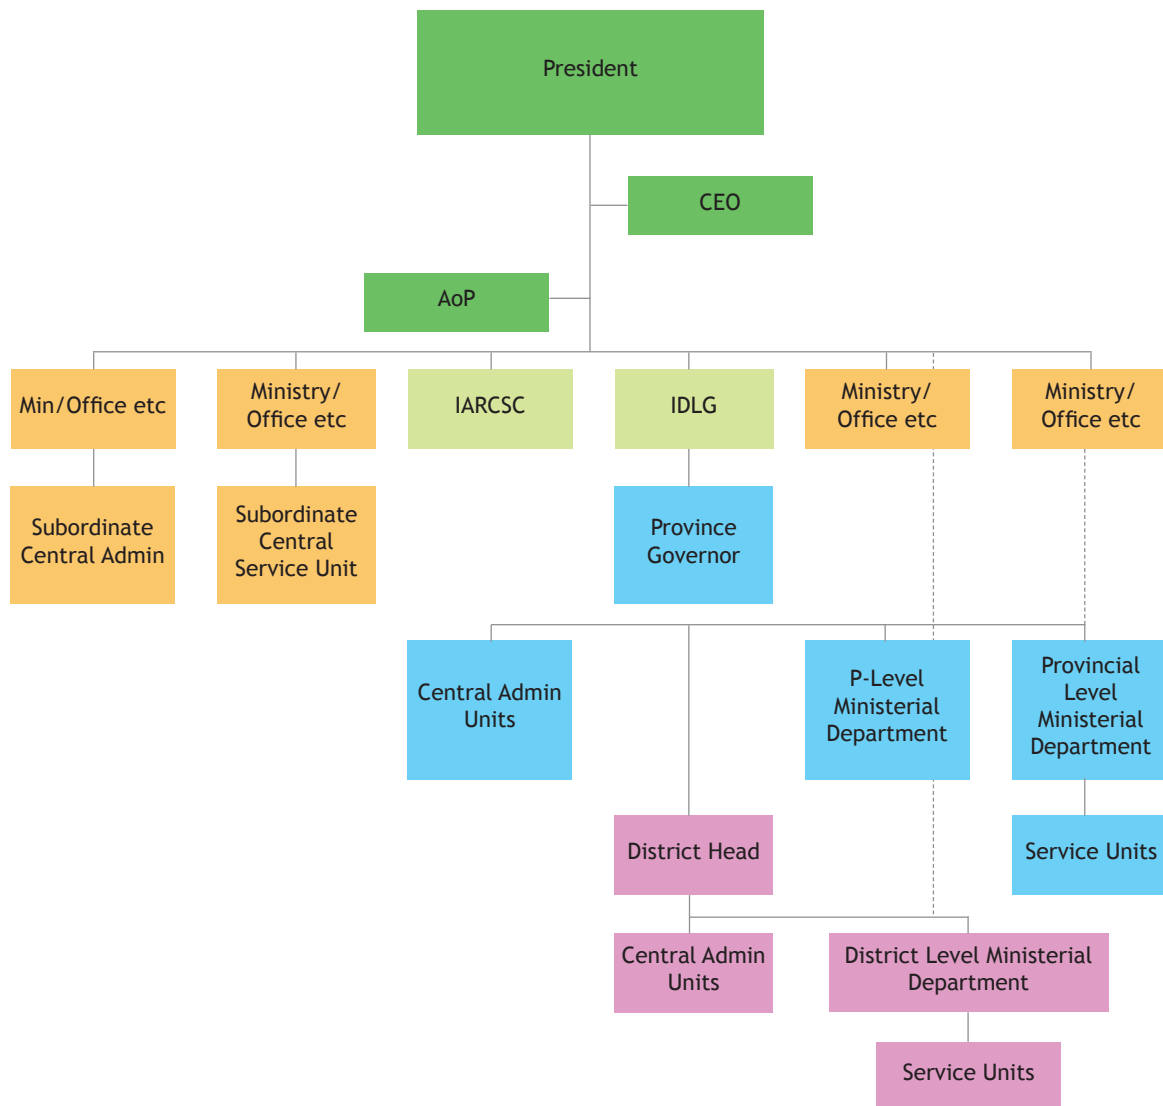 President
CEO
AoP
Min/Office etc
Ministry/
Office etc
IARCSC
IDLG
Ministry/
Office etc
Ministry/
Office etc
Subordinate
Central Admin
Subordinate
Central
Service Unit
Province
Governor
Central Admin
Units
P-Level
Ministerial
Department
Provincial
Level
Ministerial
Department
District Head
Service Units
Central Admin
Units
District Level Ministerial
Department
Service Units